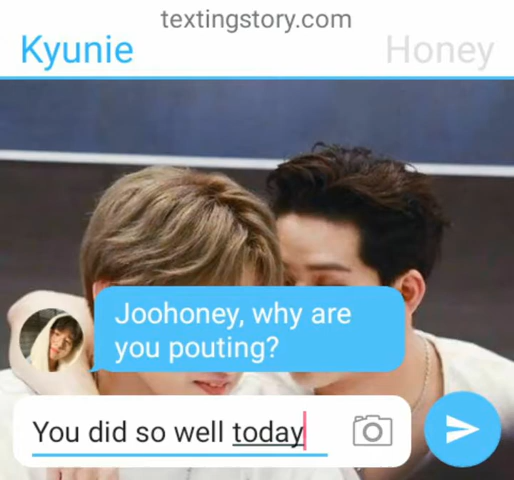 textingstory.com
Kyunie
Honey
Joohoney, why are
you pouting?
You did so well today